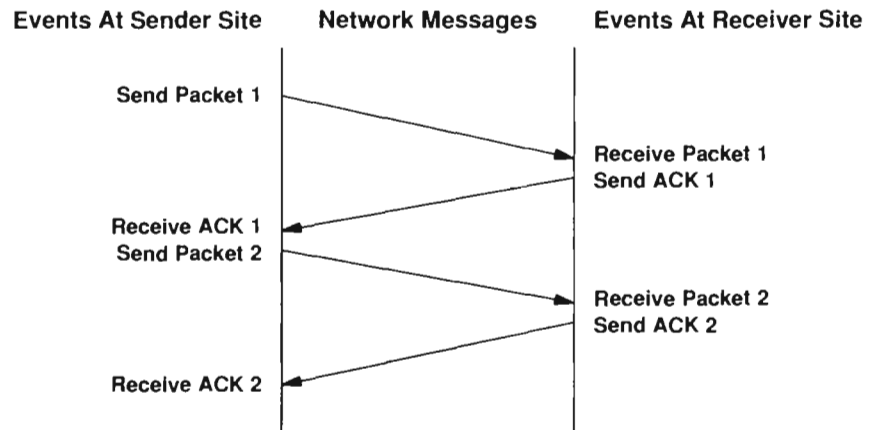 Events At Sender Site
Network Messages
Events At Receiver Site
Send Packet 1
Receive Packet 1
Send ACK 1
Receive ACK 1
Send Packet 2
Receive Packet 2
Send ACK 2
Receive ACK 2